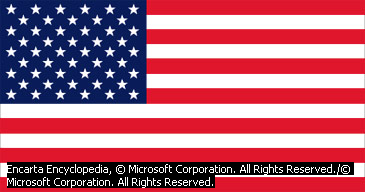 Encarta Encyclopedia, © Microsoft Corporation. All Rights Reserved./©
Microsoft Corporation. All Rights Reserved.